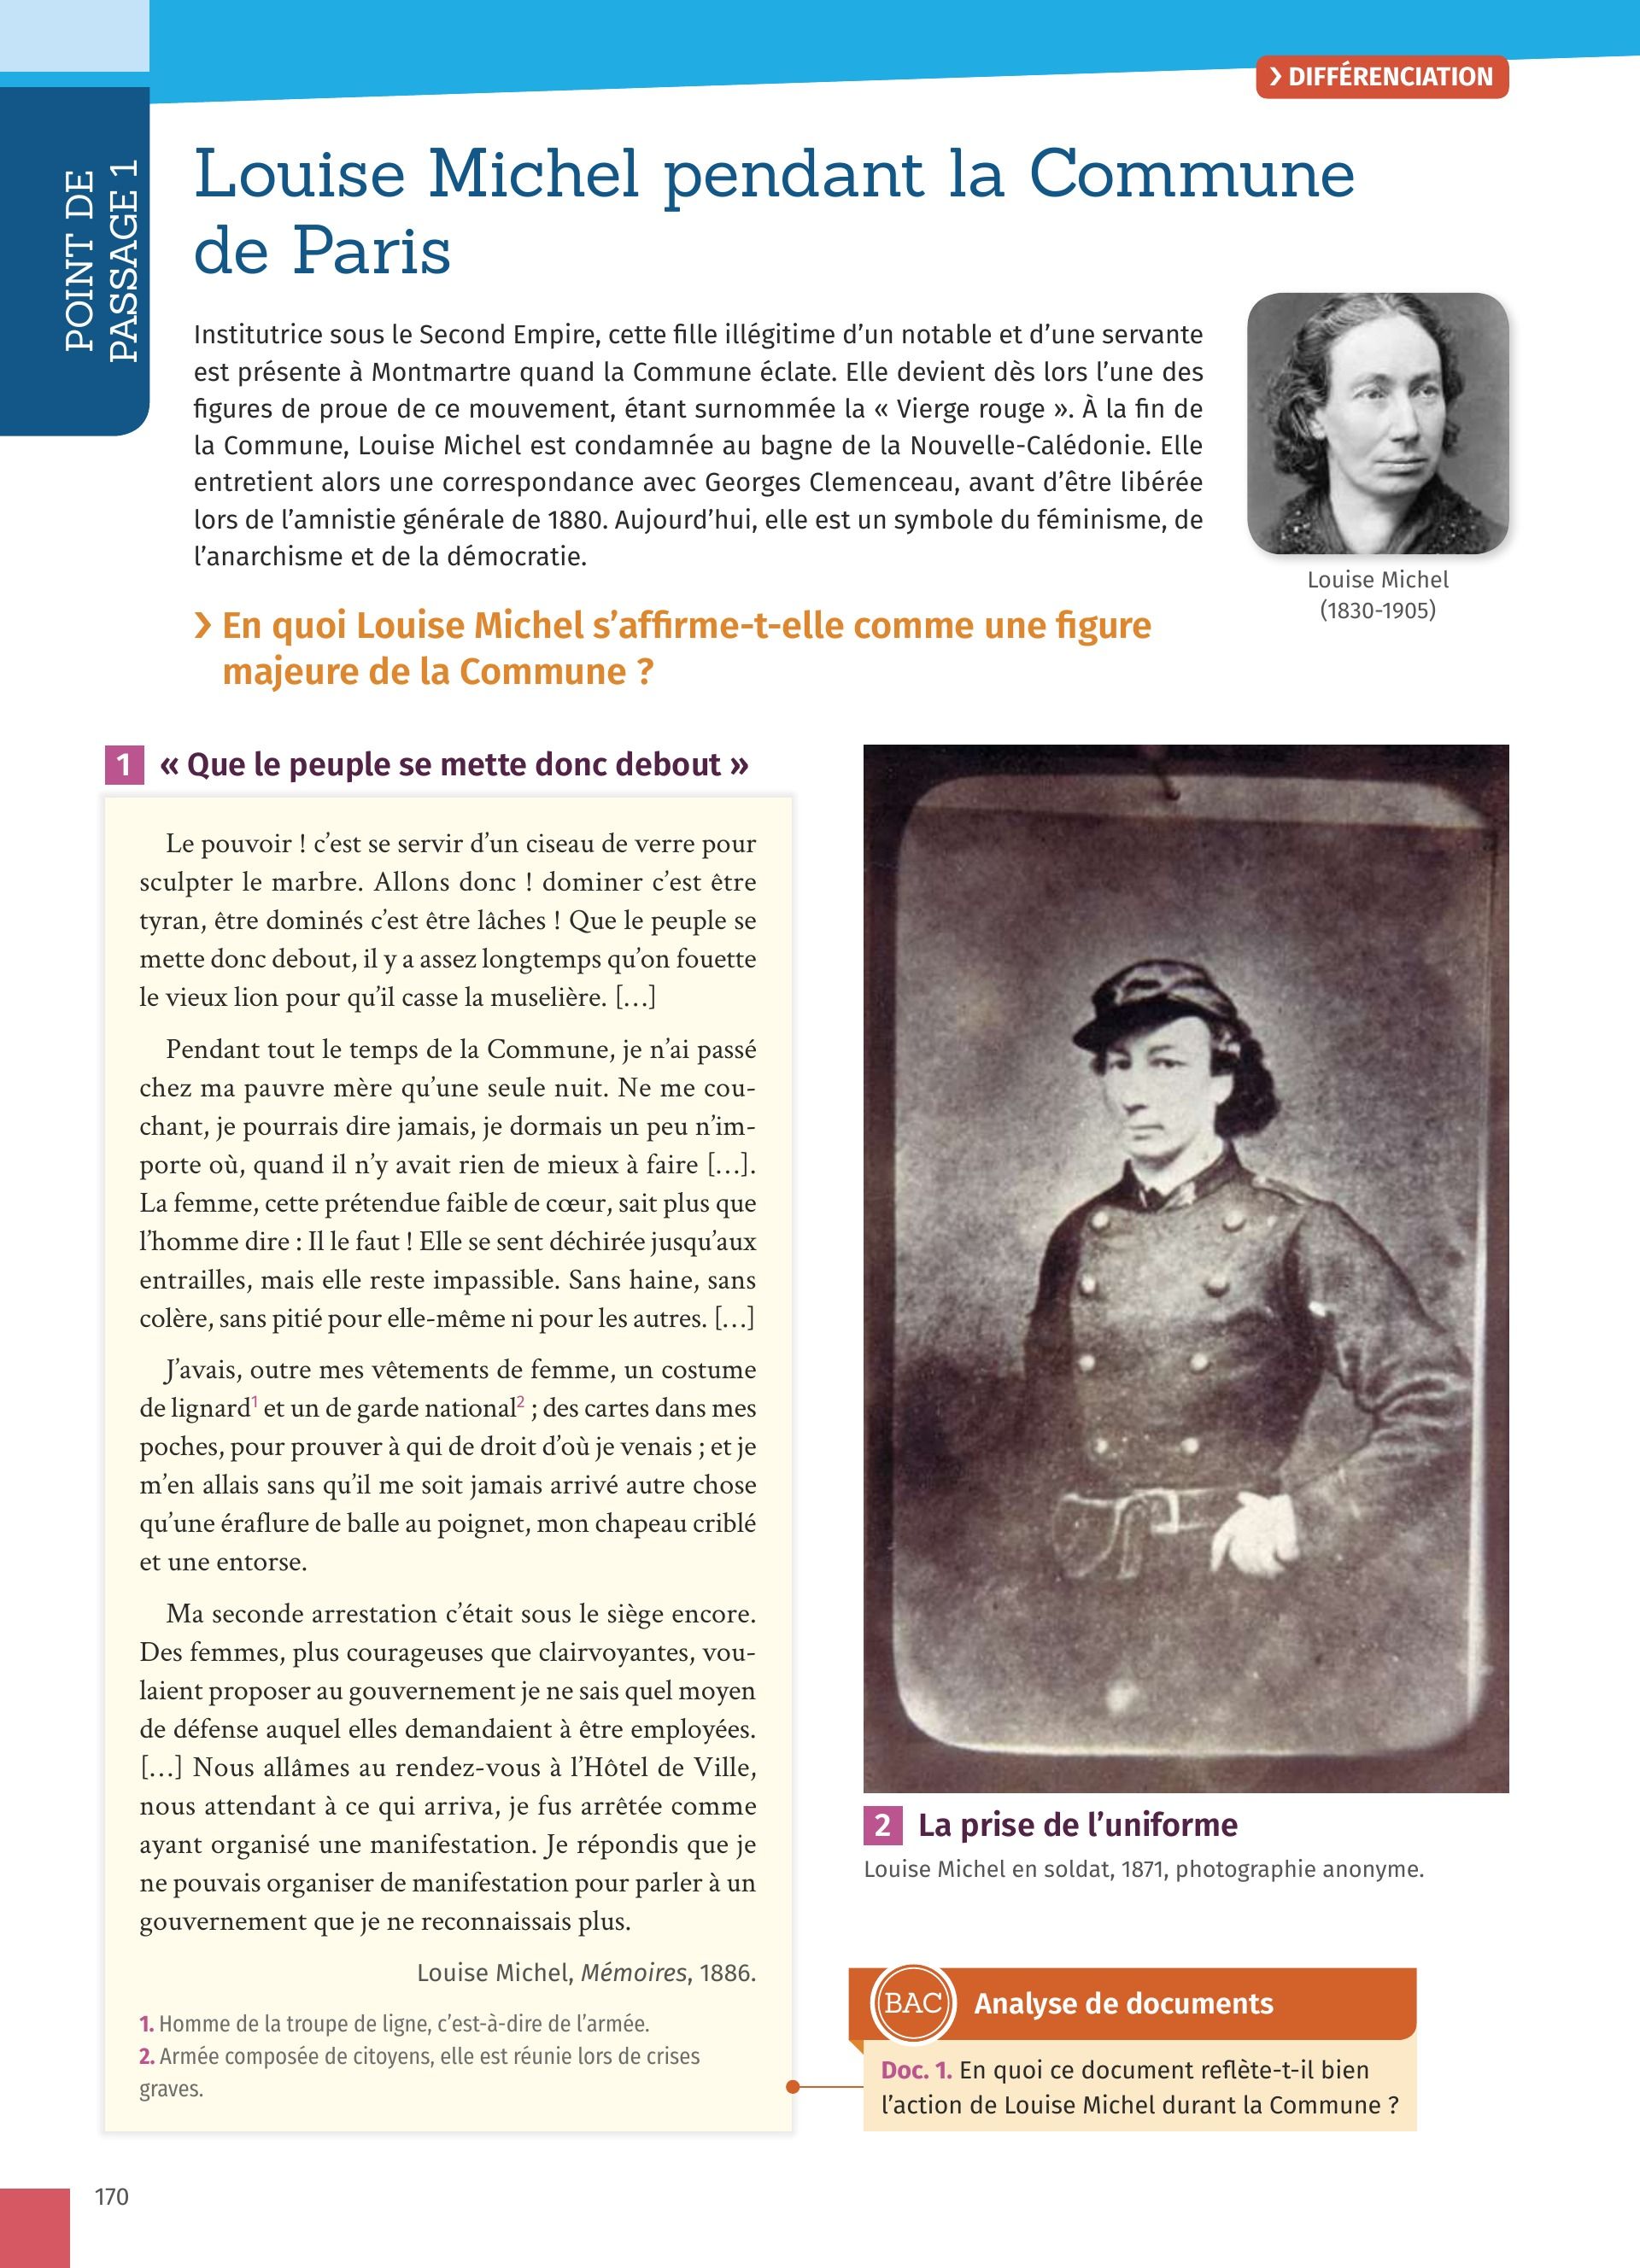 › DIFFÉRENCIATION
POINT DE
PASSAGE 1
Louise Michel pendant la Commune
de Paris
Institutrice sous le Second Empire, cette fille illégitime d’un notable et d’une servante
est présente à Montmartre quand la Commune éclate. Elle devient dès lors l’une des
figures de proue de ce mouvement, étant surnommée la « Vierge rouge ». À la fin de
la Commune, Louise Michel est condamnée au bagne de la Nouvelle-Calédonie. Elle
entretient alors une correspondance avec Georges Clemenceau, avant d’être libérée
lors de l’amnistie générale de 1880. Aujourd’hui, elle est un symbole du féminisme, de
l’anarchisme et de la démocratie.
Louise Michel
(1830-1905)
› En quoi Louise Michel s’affirme-t-elle comme une figure
majeure de la Commune ?
1 « Que le peuple se mette donc debout »
Le pouvoir ! c’est se servir d’un ciseau de verre pour
sculpter le marbre. Allons donc ! dominer c’est être
tyran, être dominés c’est être lâches ! Que le peuple se
mette donc debout, il y a assez longtemps qu’on fouette
le vieux lion pour qu’il casse la muselière. […]
Pendant tout le temps de la Commune, je n’ai passé
chez ma pauvre mère qu’une seule nuit. Ne me cou-
chant, je pourrais dire jamais, je dormais un peu n’im-
porte où, quand il n’y avait rien de mieux à faire […].
La femme, cette prétendue faible de cœur, sait plus que
l’homme dire : Il le faut ! Elle se sent déchirée jusqu’aux
entrailles, mais elle reste impassible. Sans haine, sans
colère, sans pitié pour elle-même ni pour les autres. […]
J’avais, outre mes vêtements de femme, un costume
de lignard1 et un de garde national2 ; des cartes dans mes
poches, pour prouver à qui de droit d’où je venais ; et je
m’en allais sans qu’il me soit jamais arrivé autre chose
qu’une éraflure de balle au poignet, mon chapeau criblé
et une entorse.
Ma seconde arrestation c’était sous le siège encore.
Des femmes, plus courageuses que clairvoyantes, vou-
laient proposer au gouvernement je ne sais quel moyen
de défense auquel elles demandaient à être employées.
[…] Nous allâmes au rendez-vous à l’Hôtel de Ville,
nous attendant à ce qui arriva, je fus arrêtée comme
ayant organisé une manifestation. Je répondis que je
ne pouvais organiser de manifestation pour parler à un
gouvernement que je ne reconnaissais plus.
Louise Michel, Mémoires, 1886.
1. Homme de la troupe de ligne, c’est-à-dire de l’armée.
2. Armée composée de citoyens, elle est réunie lors de crises
graves.
2 La prise de l’uniforme
Louise Michel en soldat, 1871, photographie anonyme.
BAC Analyse de documents
Doc. 1. En quoi ce document reflète-t-il bien
l’action de Louise Michel durant la Commune ?
170